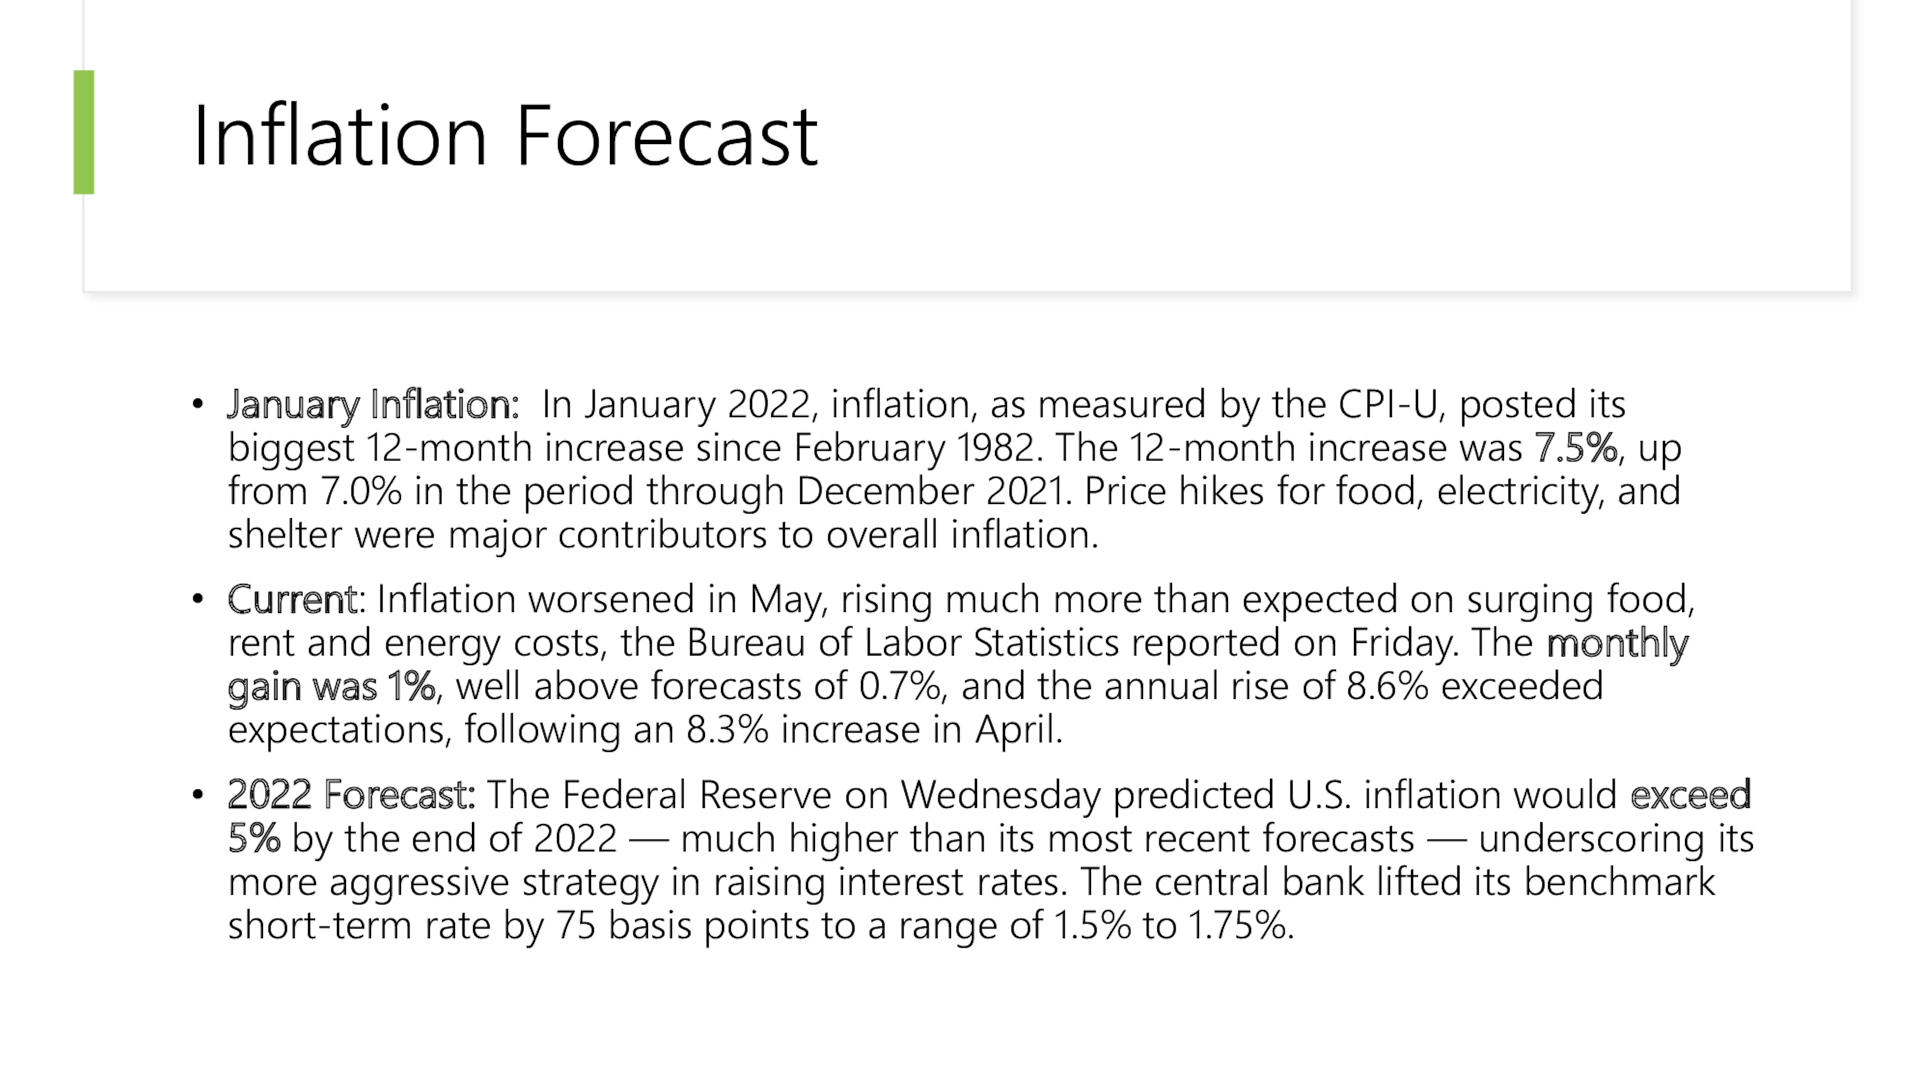 Inflation Forecast
• January Inflation:  In January 2022, inflation, as measured by the CPI-U, posted its
biggest 12-month increase since February 1982. The 12-month increase was 7.5%, up
from 7.0% in the period through December 2021. Price hikes for food, electricity, and
shelter were major contributors to overall inflation.
• Current: Inflation worsened in May, rising much more than expected on surging food,
rent and energy costs, the Bureau of Labor Statistics reported on Friday. The monthly
gain was 1%, well above forecasts of 0.7%, and the annual rise of 8.6% exceeded
expectations, following an 8.3% increase in April.
• 2022 Forecast: The Federal Reserve on Wednesday predicted U.S. inflation would exceed
5% by the end of 2022 — much higher than its most recent forecasts — underscoring its
more aggressive strategy in raising interest rates. The central bank lifted its benchmark
short-term rate by 75 basis points to a range of 1.5% to 1.75%.